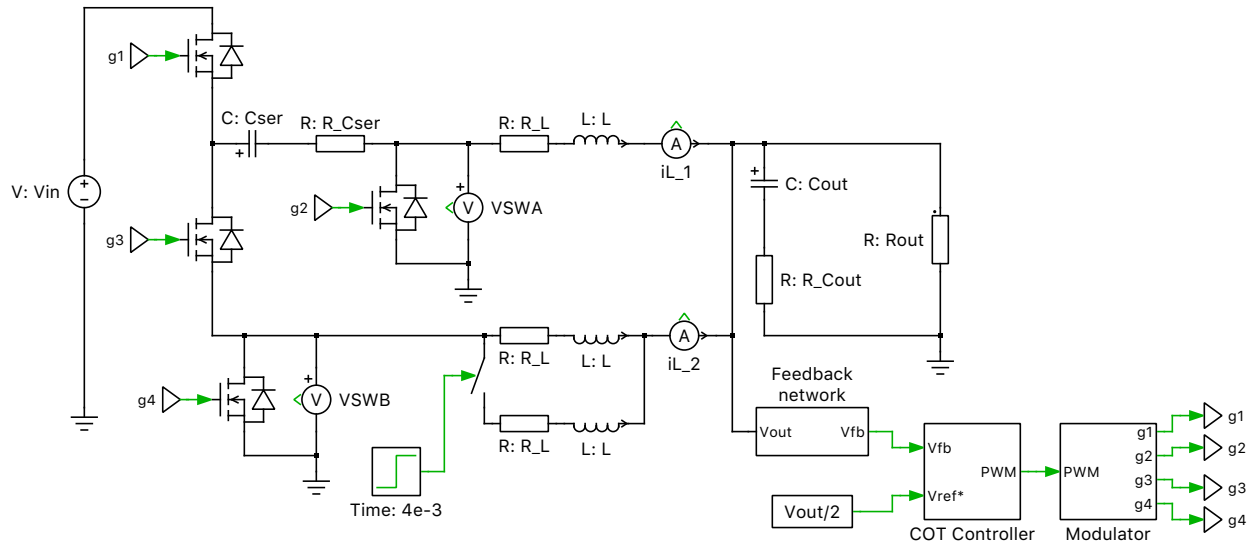 g1
C: Cser
R: R_Cser
R: R_L
L: L
A
iL_1
V: Vin
+
−
+
g2
+
V
VSWA
+
C: Cout
R: Rout
g3
R: R_Cout
R: R_L
L: L
A
iL_2
g4
+
V
VSWB
R: R_L
L: L
Time: 4e-3
Feedback
network
Vout
Vfb
Vfb
Vref*
PWM
COT Controller
Vout/2
PWM
g1
g2
g3
g4
Modulator
g1
g2
g3
g4